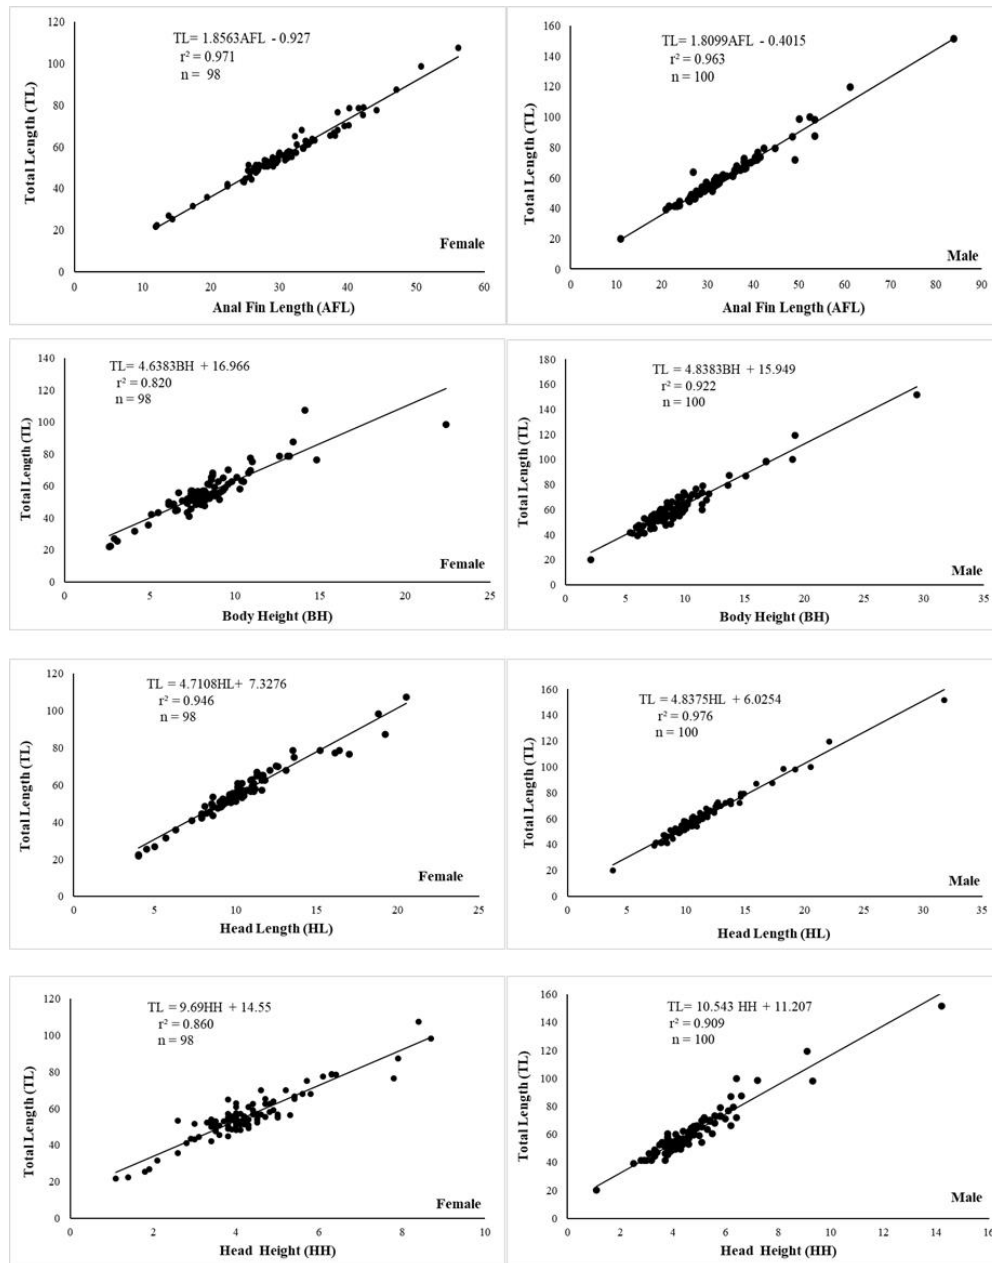 TL= 1.8563AFL - 0.927
r² = 0.971
n = 98
Total Length (TL)
120
100
80
60
40
20
0
0 10 20 30 40 50 60
Female
Anal Fin Length (AFL)
TL= 1.8099AFL - 0.4015
r² = 0.963
n = 100
Total Length (TL)
160
140
120
100
80
60
40
20
0
0 10 20 30 40 50 60 70 80 90
Male
Anal Fin Length (AFL)
TL= 4.6383BH + 16.966
r² = 0.820
n = 98
Total Length (TL)
140
120
100
80
60
40
20
0
0 5 10 15 20 25
Female
Body Height (BH)
TL = 4.8383BH + 15.949
r² = 0.922
n = 100
Total Length (TL)
180
160
140
120
100
80
60
40
20
0
0 5 10 15 20 25 30 35
Male
Body Height (BH)
TL = 4.7108HL+ 7.3276
r² = 0.946
n = 98
Total Length (TL)
120
100
80
60
40
20
0
0 5 10 15 20 25
Female
Head Length (HL)
TL = 4.8375HL + 6.0254
r² = 0.976
n = 100
Total Length (TL)
160
140
120
100
80
60
40
20
0
0 5 10 15 20 25 30 35
Male
Head Length (HL)
TL = 9.69HH + 14.55
r² = 0.860
n = 98
Total Length (TL)
120
100
80
60
40
20
0
0 2 4 6 8 10
Female
Head Height (HH)
TL= 10.543 HH + 11.207
r² = 0.909
n = 100
Total Length (TL)
160
140
120
100
80
60
40
20
0
0 2 4 6 8 10 12 14 16
Male
Head Height (HH)